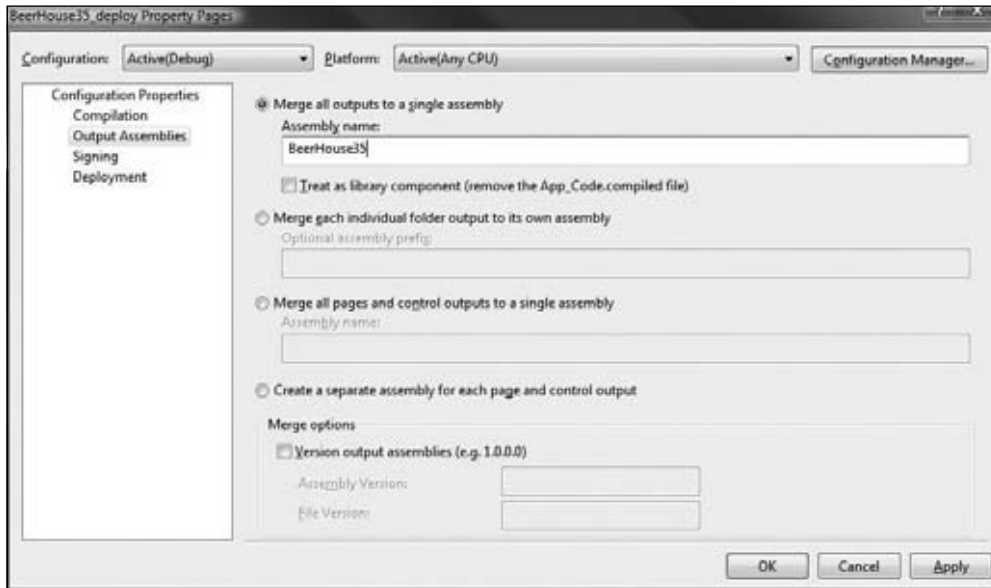 BeerHouse35_deploy Property Pages
Configuration: Active(Debug) Platform: Active(Any CPU) Configuration Manager...
Configuration Properties
Compilation
Output Assemblies
Signing
Deployment
Merge all outputs to a single assembly
Assembly name:
BeerHouse35
Treat as library component (remove the App_Code.compiled file)
Merge each individual folder output to its own assembly
Optional assembly prefix:
Merge all pages and control outputs to a single assembly
Assembly name:
Create a separate assembly for each page and control output
Merge options
Version output assemblies (e.g. 1.0.0.0)
Assembly Version:
File Version:
OK Cancel Apply